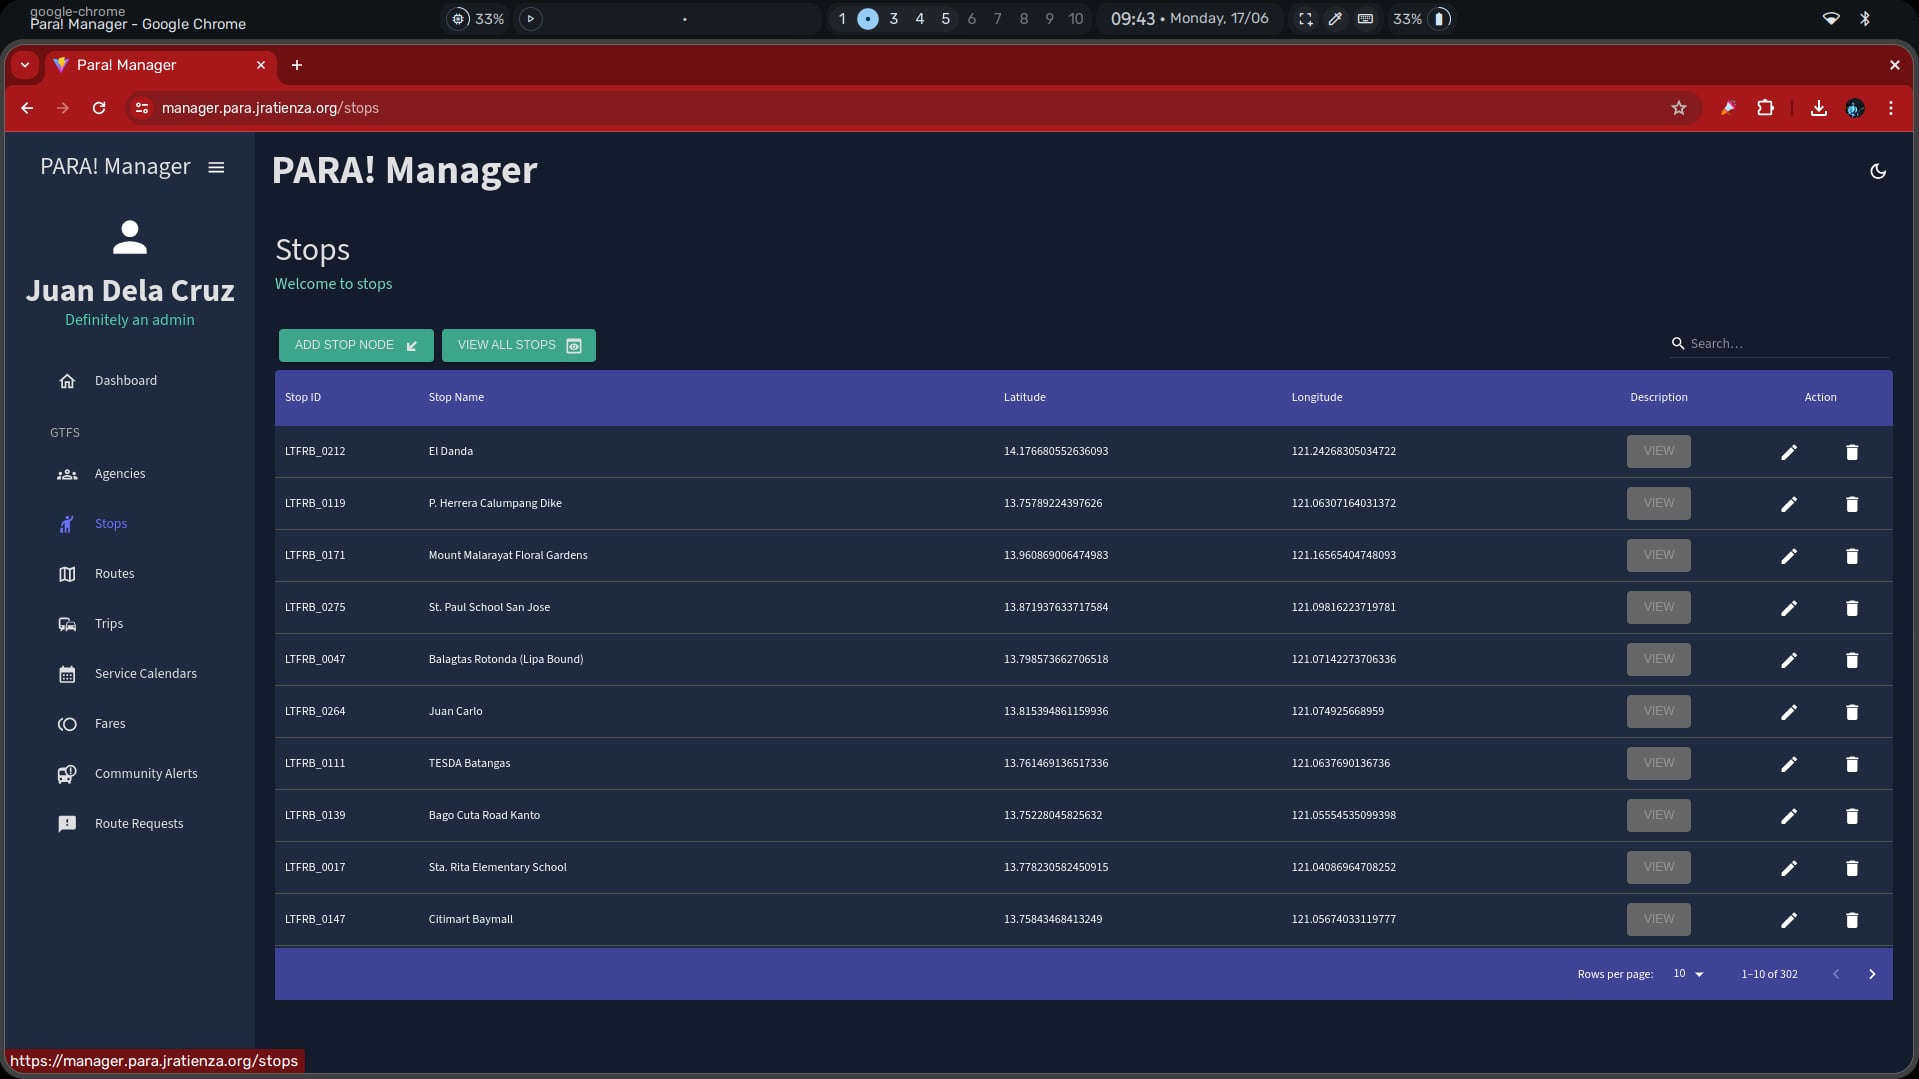 google-chrome
Para! Manager - Google Chrome
33%
1 3 4 5 6 7 8 9 10
09:43 • Monday, 17/06
33%
Para! Manager
manager.para.jratienza.org/stops
PARA! Manager
Juan Dela Cruz
Definitely an admin
Dashboard
GTFS
Agencies
Stops
Routes
Trips
Service Calendars
Fares
Community Alerts
Route Requests
PARA! Manager
Stops
Welcome to stops
ADD STOP NODE VIEW ALL STOPS Search…
Stop ID Stop Name Latitude Longitude Description Action
LTFRB_0212 El Danda 14.176680552636093 121.24268305034722 VIEW
LTFRB_0119 P. Herrera Calumpang Dike 13.75789224397626 121.06307164031372 VIEW
LTFRB_0171 Mount Malarayat Floral Gardens 13.960869006474983 121.16565404748093 VIEW
LTFRB_0275 St. Paul School San Jose 13.871937633717584 121.09816223719781 VIEW
LTFRB_0047 Balagtas Rotonda (Lipa Bound) 13.798573662706518 121.07142273706336 VIEW
LTFRB_0264 Juan Carlo 13.815394861159936 121.074925668959 VIEW
LTFRB_0111 TESDA Batangas 13.761469136517336 121.0637690136736 VIEW
LTFRB_0139 Bago Cuta Road Kanto 13.75228045825632 121.05554535099398 VIEW
LTFRB_0017 Sta. Rita Elementary School 13.778230582450915 121.04086964708252 VIEW
LTFRB_0147 Citimart Baymall 13.75843468413249 121.05674033119777 VIEW
Rows per page: 10 1–10 of 302
https://manager.para.jratienza.org/stops